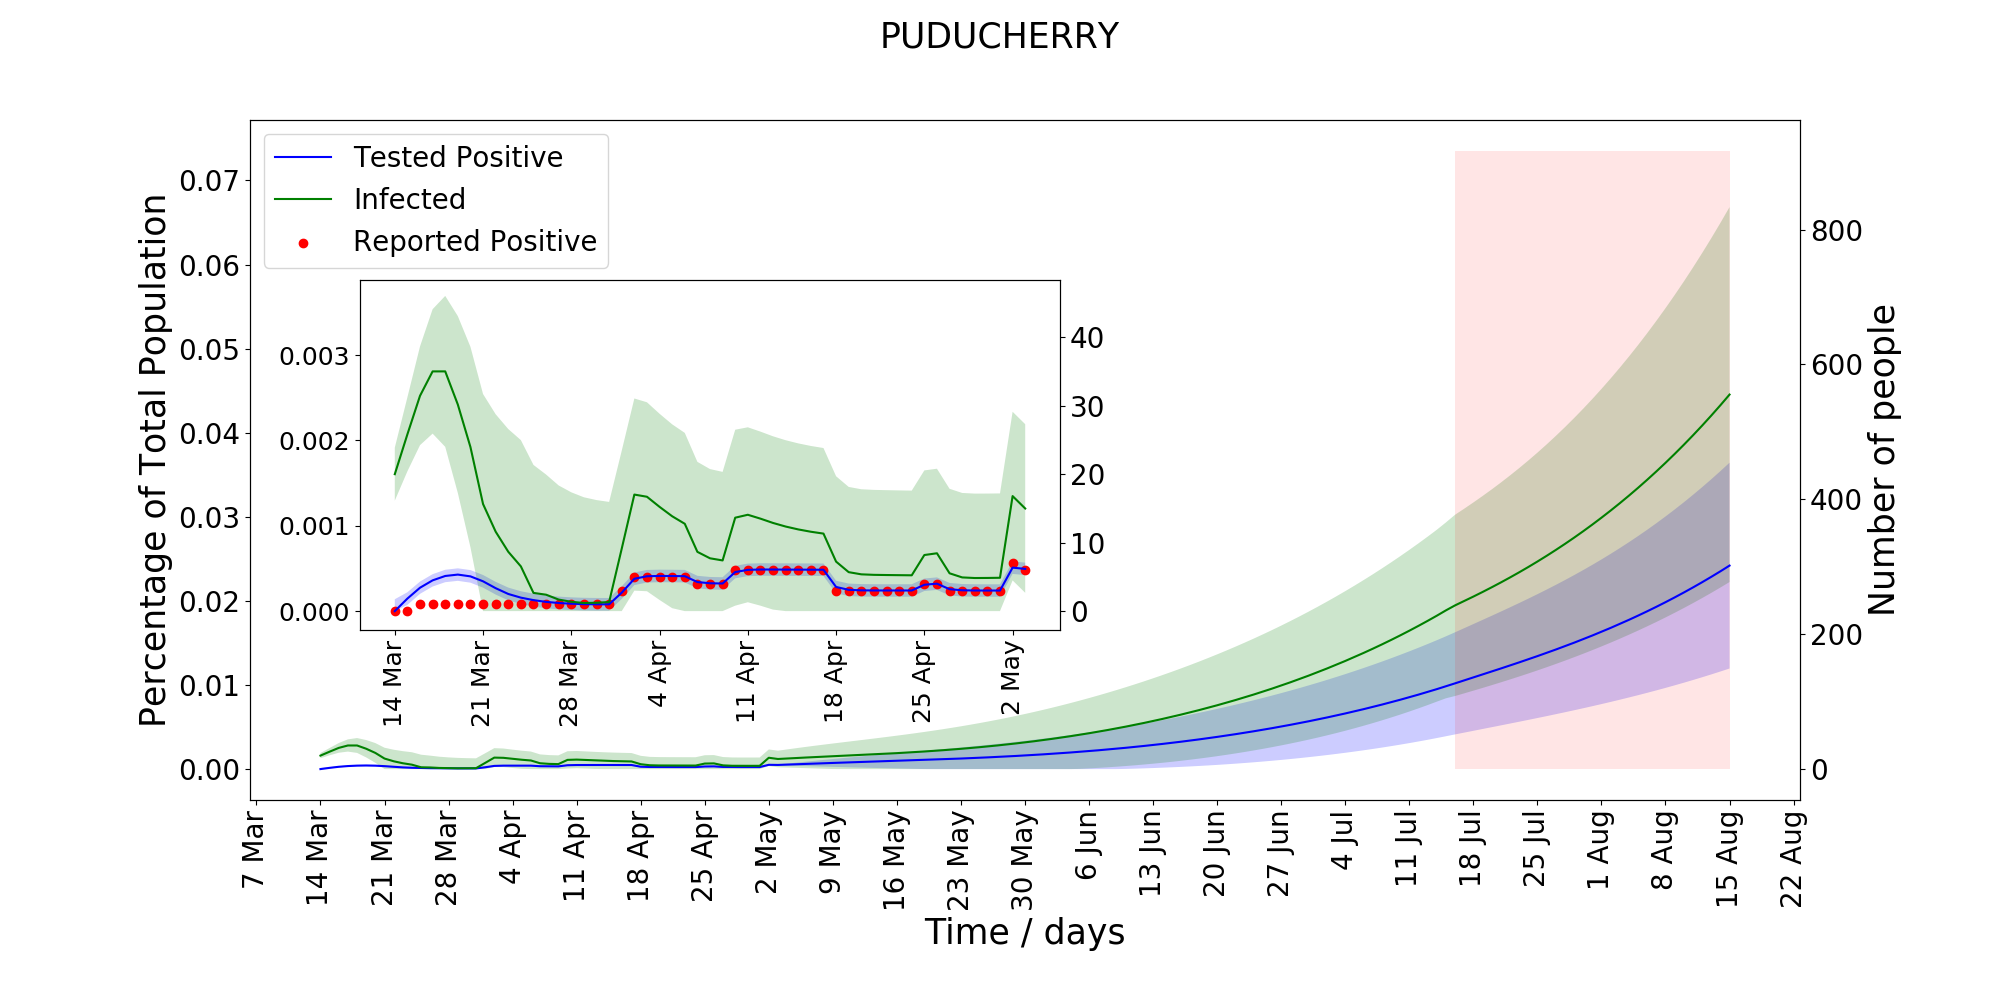 PUDUCHERRY
Tested Positive
Infected
Reported Positive
Percentage of Total Population
0.07
0.06
0.05
0.04
0.03
0.02
0.01
0.00
0.003
0.002
0.001
0.000
40
30
20
10
0
14 Mar
21 Mar
28 Mar
4 Apr
11 Apr
18 Apr
25 Apr
2 May
800
600
400
200
0
Number of people
7 Mar
14 Mar
21 Mar
28 Mar
4 Apr
11 Apr
18 Apr
25 Apr
2 May
9 May
16 May
23 May
30 May
6 Jun
13 Jun
20 Jun
27 Jun
4 Jul
11 Jul
18 Jul
25 Jul
1 Aug
8 Aug
15 Aug
22 Aug
Time / days